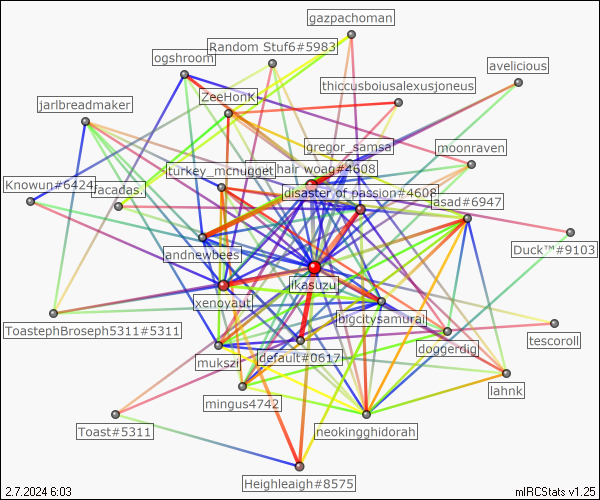 gazpachoman
Random Stuf6#5983
ogshroom
avelicious
thiccusboiusalexusjoneus
ZeeHonK
jarlbreadmaker
gregor_samsa
moonraven
hair woag#4608
turkey_mcnugget
Knowun#6424
facadas.
disaster of passion#4608
asad#6947
Duck™#9103
andnewbees
jkasuzu
xenoyaut
bigcitysamurai
ToastephBroseph5311#5311
tescoroll
doggerdig
default#0617
mukszi
lahnk
mingus4742
Toast#5311
neokingghidorah
Heighleaigh#8575
2.7.2024 6:03
mIRCStats v1.25